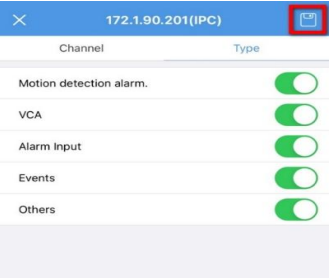 172.1.90.201(IPC)
Channel Type
Motion detection alarm.
VCA
Alarm Input
Events
Others